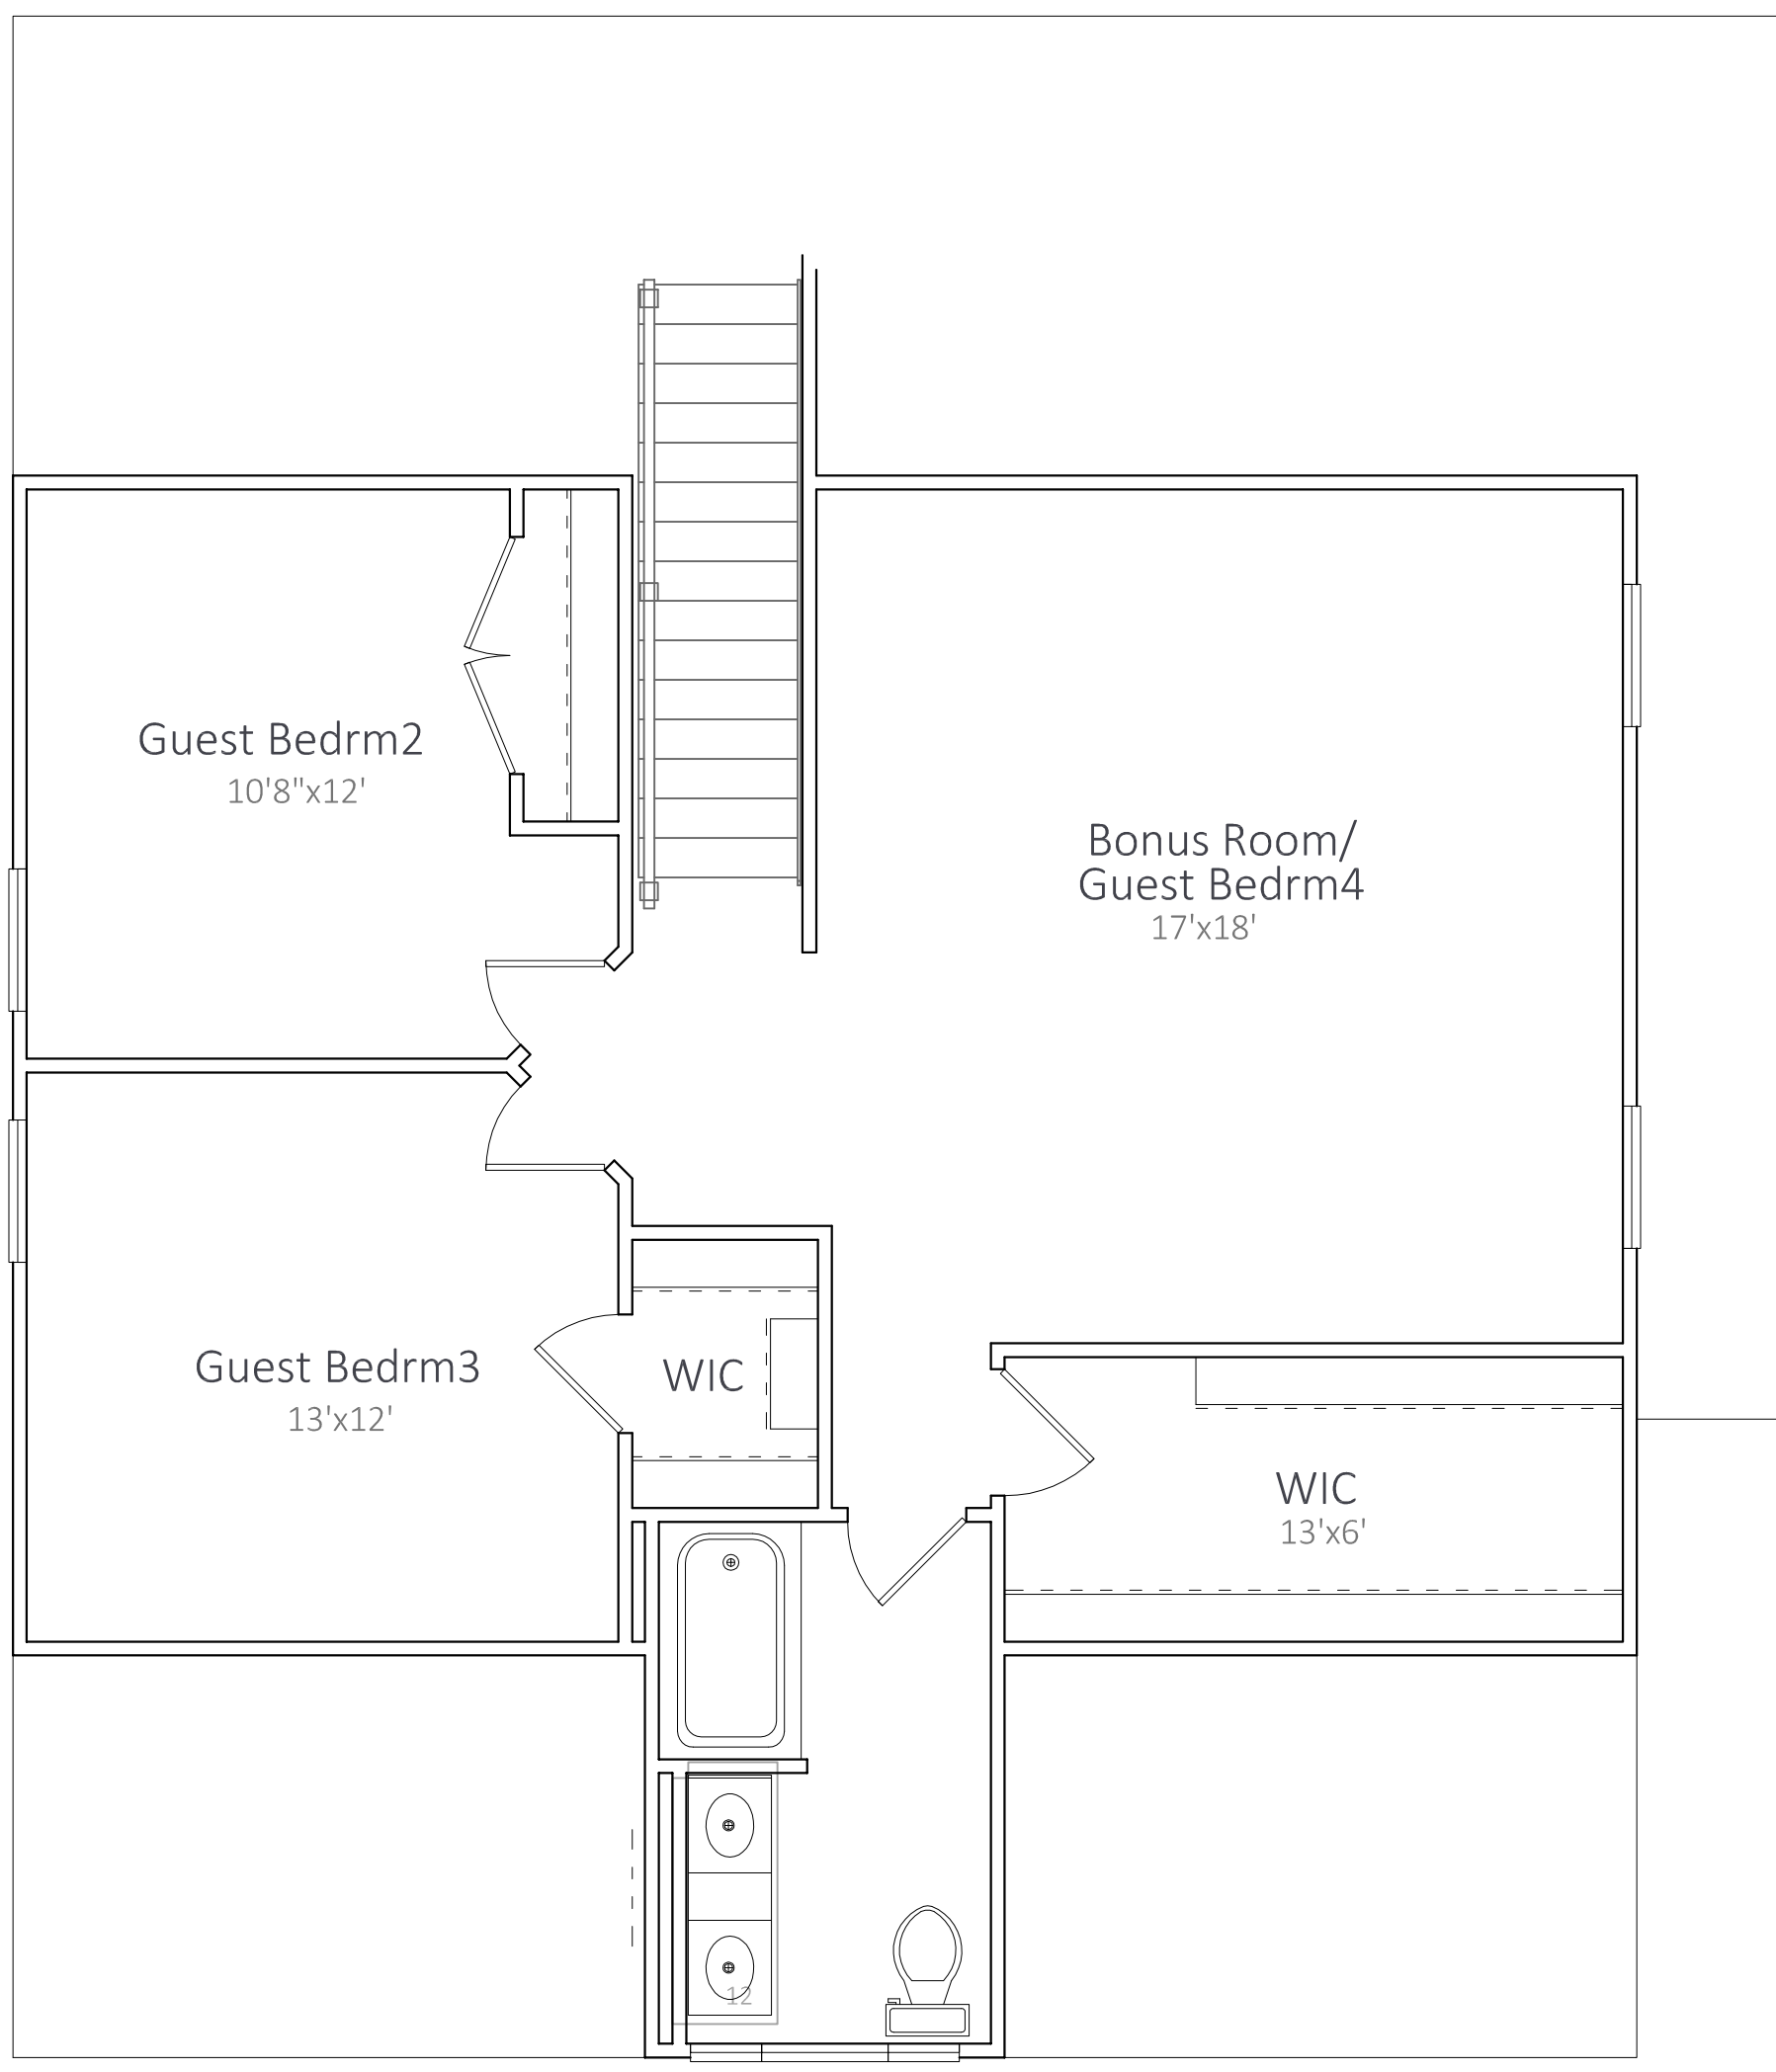 Guest Bedrm2
10'8"x12'
Bonus Room/
Guest Bedrm4
17'x18'
Guest Bedrm3
13'x12'
WIC
WIC
13'x6'
12